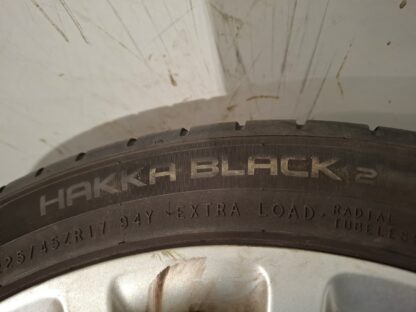 HAKKA BLACK 2
225/45ZR17 94Y EXTRA LOAD RADIAL
TUBELESS